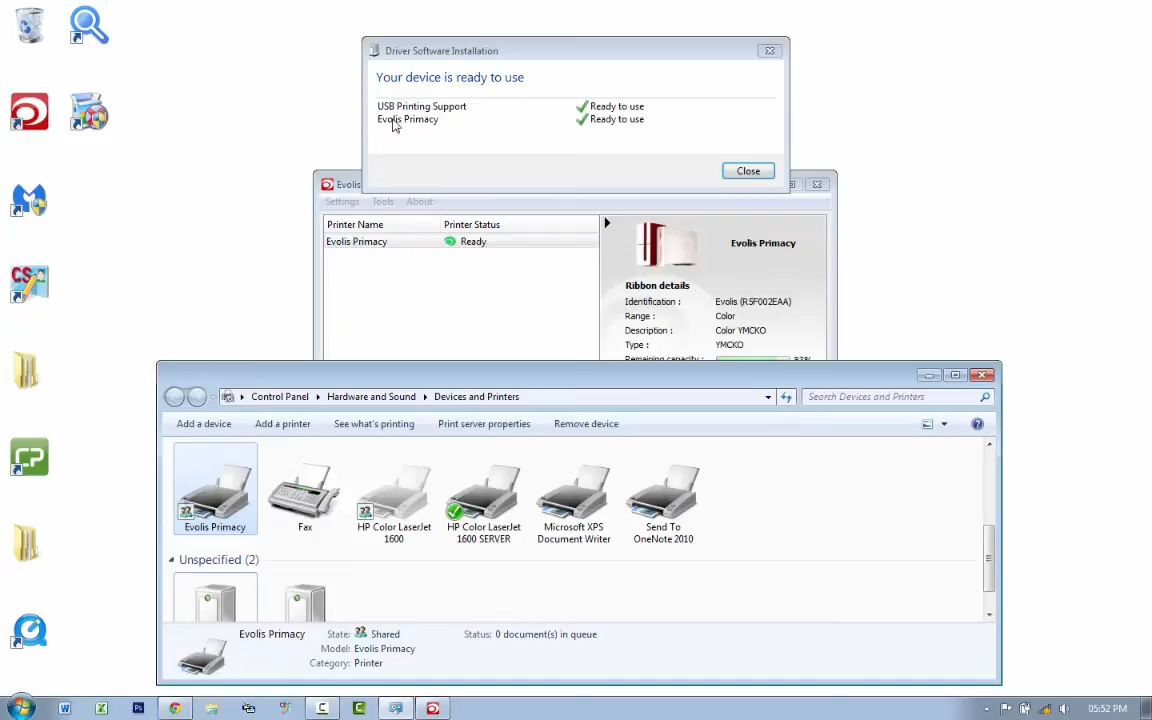 Driver Software Installation
Your device is ready to use
USB Printing Support Ready to use
Evolis Primacy Ready to use
Close
Evolis
Settings Tools About
Printer Name Printer Status
Evolis Primacy Ready
Evolis Primacy
Ribbon details
Identification : Evolis (R5F002EAA)
Range : Color
Description : Color YMCKO
Type : YMCKO
Remaining capacity :
Control Panel Hardware and Sound Devices and Printers
Search Devices and Printers
Add a device Add a printer See what's printing Print server properties Remove device
Evolis Primacy
Fax
HP Color LaserJet
1600
HP Color LaserJet
1600 SERVER
Microsoft XPS
Document Writer
Send To
OneNote 2010
Unspecified (2)
Evolis Primacy State: Shared Status: 0 document(s) in queue
Model: Evolis Primacy
Category: Printer
05:52 PM